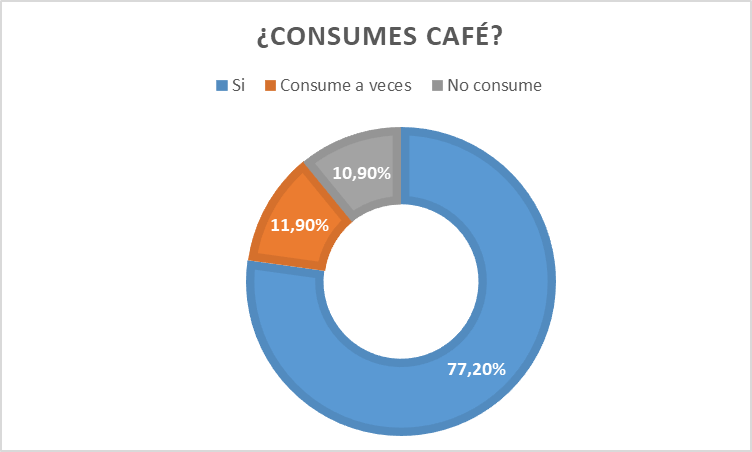 ¿CONSUMES CAFÉ?
Si Consume a veces No consume
10,90%
11,90%
77,20%